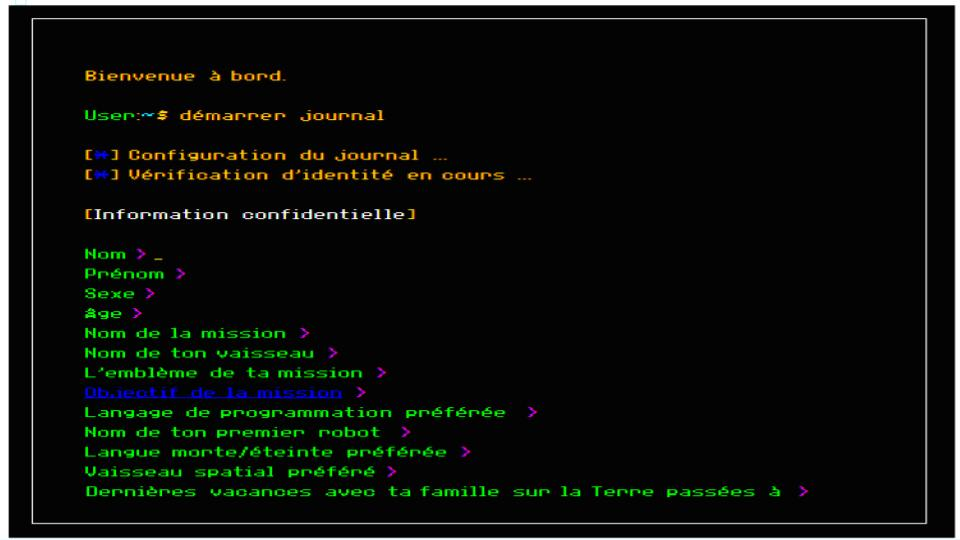 Bienvenue à bord.
User:~$ démarrer journal
[*] Configuration du journal ...
[*] Vérification d'identité en cours ...
[Information confidentielle]
Nom > _
Prénom >
Sexe >
Âge >
Nom de la mission >
Nom de ton vaisseau >
L'emblème de ta mission >
Objectif de la mission >
Langage de programmation préférée >
Nom de ton premier robot >
Langue morte/éteinte préférée >
Vaisseau spatial préféré >
Dernières vacances avec ta famille sur la Terre passées à >